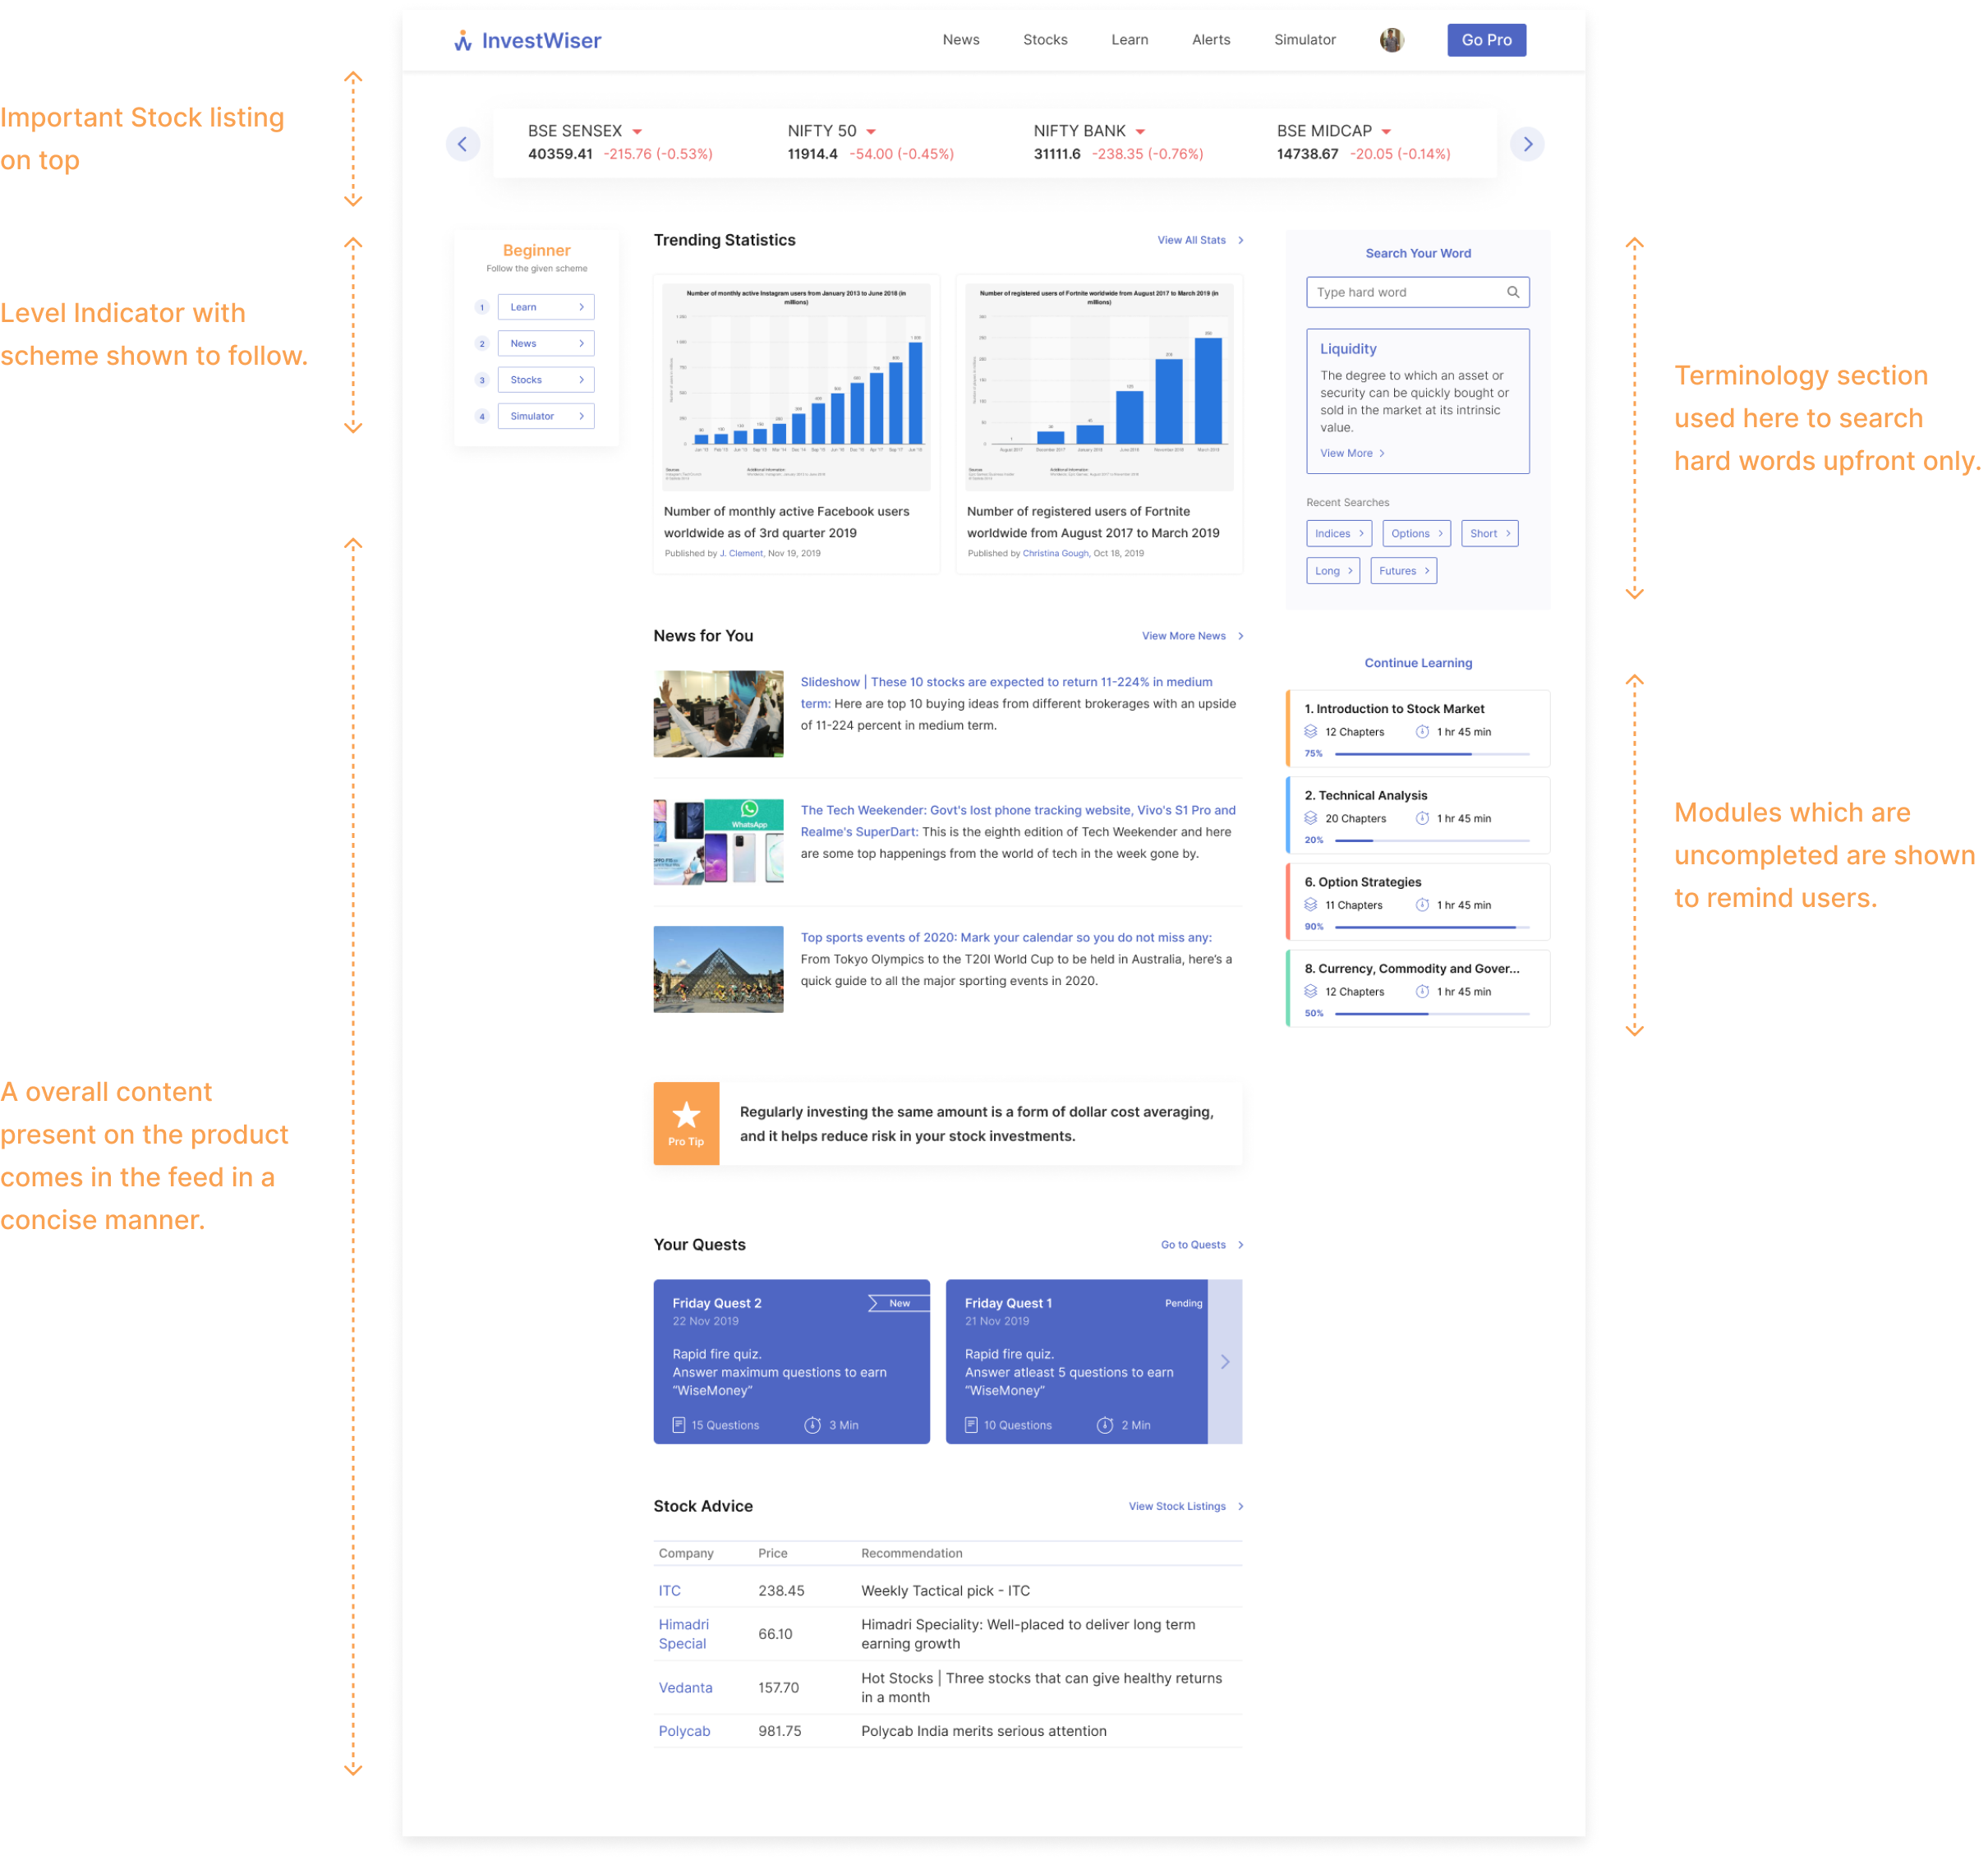 InvestWiser
News
Stocks
Learn
Alerts
Simulator
Go Pro
Important Stock listing
on top
BSE SENSEX
40359.41 -215.76 (-0.53%)
NIFTY 50
11914.4 -54.00 (-0.45%)
NIFTY BANK
31111.6 -238.35 (-0.76%)
BSE MIDCAP
14738.67 -20.05 (-0.14%)
Level Indicator with
scheme shown to follow.
Beginner
Follow the given scheme
1 Learn
2 News
3 Stocks
4 Simulator
Trending Statistics
View All Stats
Number of monthly active Instagram users from January 2013 to June 2018 (in
millions)
Number of monthly active Facebook users
worldwide as of 3rd quarter 2019
Published by J. Clement, Nov 19, 2019
Number of registered users of Fortnite worldwide from August 2017 to March 2019 (in
millions)
Number of registered users of Fortnite
worldwide from August 2017 to March 2019
Published by Christina Gough, Oct 18, 2019
Search Your Word
Type hard word
Liquidity
The degree to which an asset or
security can be quickly bought or
sold in the market at its intrinsic
value.
View More
Recent Searches
Indices
Options
Short
Long
Futures
Terminology section
used here to search
hard words upfront only.
News for You
View More News
Slideshow | These 10 stocks are expected to return 11-224% in medium
term: Here are top 10 buying ideas from different brokerages with an upside
of 11-224 percent in medium term.
WhatsApp
The Tech Weekender: Govt's lost phone tracking website, Vivo's S1 Pro and
Realme's SuperDart: This is the eighth edition of Tech Weekender and here
are some top happenings from the world of tech in the week gone by.
Top sports events of 2020: Mark your calendar so you do not miss any:
From Tokyo Olympics to the T20I World Cup to be held in Australia, here's a
quick guide to all the major sporting events in 2020.
Continue Learning
1. Introduction to Stock Market
12 Chapters 1 hr 45 min
75%
2. Technical Analysis
20 Chapters 1 hr 45 min
20%
6. Option Strategies
11 Chapters 1 hr 45 min
90%
8. Currency, Commodity and Gover...
12 Chapters 1 hr 45 min
50%
Modules which are
uncompleted are shown
to remind users.
A overall content
present on the product
comes in the feed in a
concise manner.
Pro Tip
Regularly investing the same amount is a form of dollar cost averaging,
and it helps reduce risk in your stock investments.
Your Quests
Go to Quests
Friday Quest 2
New
22 Nov 2019
Rapid fire quiz.
Answer maximum questions to earn
“WiseMoney”
15 Questions 3 Min
Friday Quest 1
Pending
21 Nov 2019
Rapid fire quiz.
Answer atleast 5 questions to earn
“WiseMoney”
10 Questions 2 Min
Stock Advice
View Stock Listings
Company Price Recommendation
ITC 238.45 Weekly Tactical pick - ITC
Himadri
Special
66.10
Himadri Speciality: Well-placed to deliver long term
earning growth
Vedanta 157.70
Hot Stocks | Three stocks that can give healthy returns
in a month
Polycab 981.75 Polycab India merits serious attention